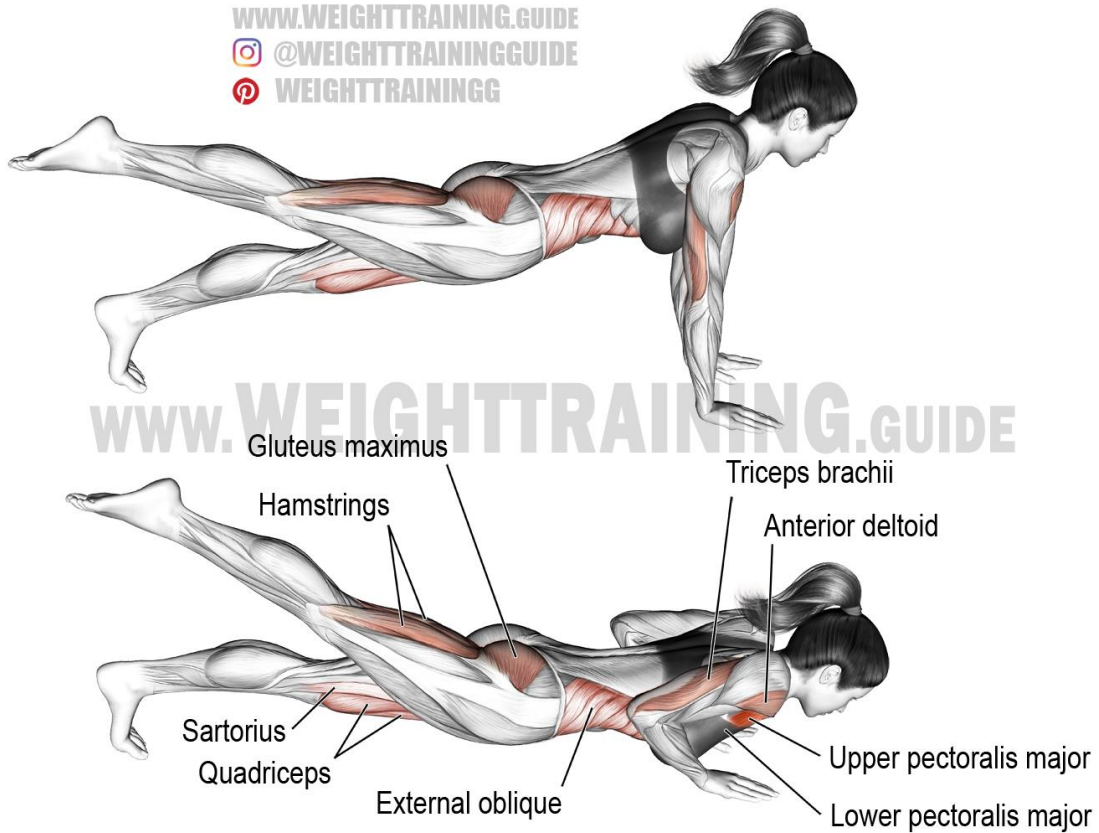 www.WEIGHTTRAINING.GUIDE
@WEIGHTTRAININGGUIDE
WEIGHTTRAININGG
www.WEIGHTTRAINING.GUIDE
Gluteus maximus
Triceps brachii
Hamstrings
Anterior deltoid
Sartorius
Quadriceps
Upper pectoralis major
External oblique
Lower pectoralis major